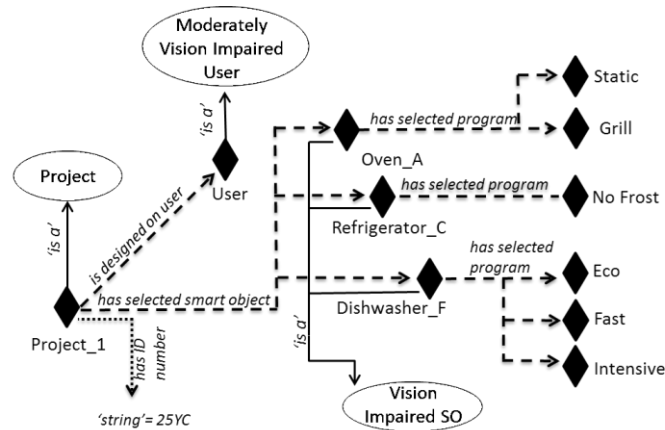 Moderately
Vision Impaired
User
'is a'
Project
'is a'
User
is designed on user
has selected smart object
Project_1
has ID
number
'string'= 25YC
Oven_A
has selected program
Static
Grill
Refrigerator_C
has selected program
No Frost
Dishwasher_F
has selected
program
Eco
Fast
Intensive
'is a'
Vision
Impaired SO